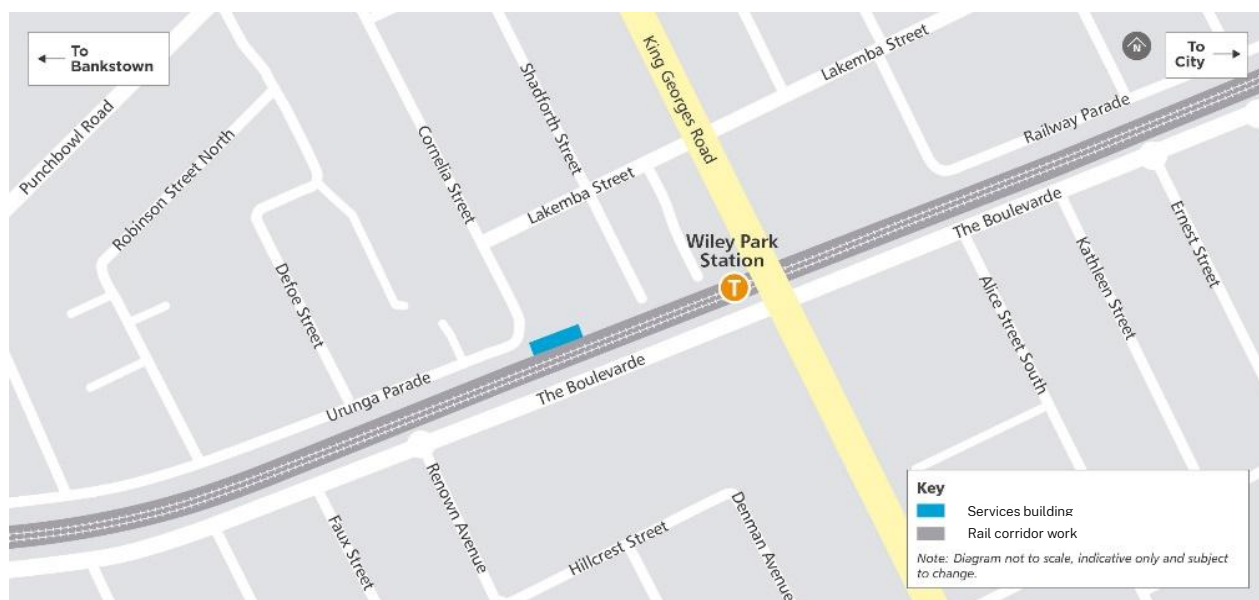 To
Bankstown
Punchbowl Road
Robinson Street North
Defoe Street
Cornelia Street
Shadforth Street
Lakemba Street
King Georges Road
Lakemba Street
N
To
City
Railway Parade
Wiley Park
Station
T
The Boulevarde
Ernest Street
Kathleen Street
Alice Street South
Urunga Parade
The Boulevarde
Renown Avenue
Faux Street
Hillcrest Street
Denman Avenue
Key
Services building
Rail corridor work
Note: Diagram not to scale, indicative only and subject
to change.